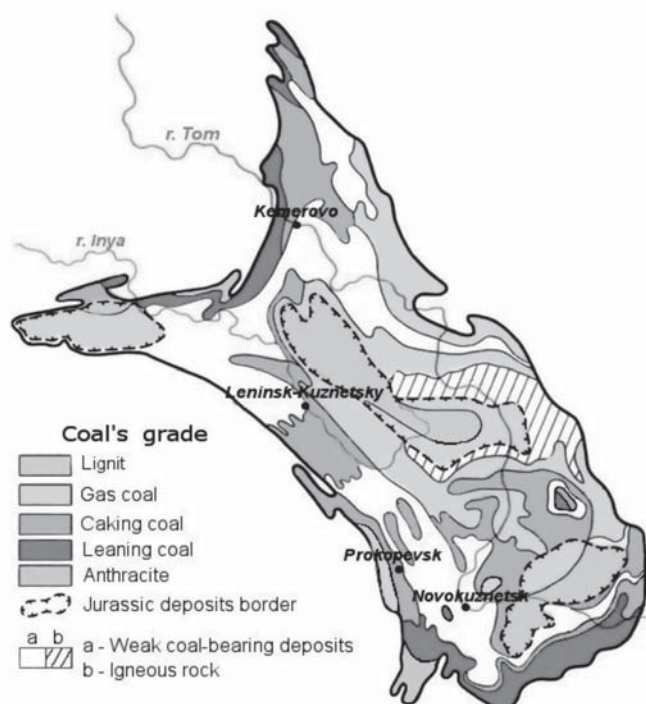 r. Tom
Kemerovo
r. Inya
Leninsk-Kuznetsky
Coal's grade
Lignit
Gas coal
Caking coal
Leaning coal
Anthracite
Jurassic deposits border
a b
a - Weak coal-bearing deposits
b - Igneous rock
Prokopevsk
Novokuznetsk